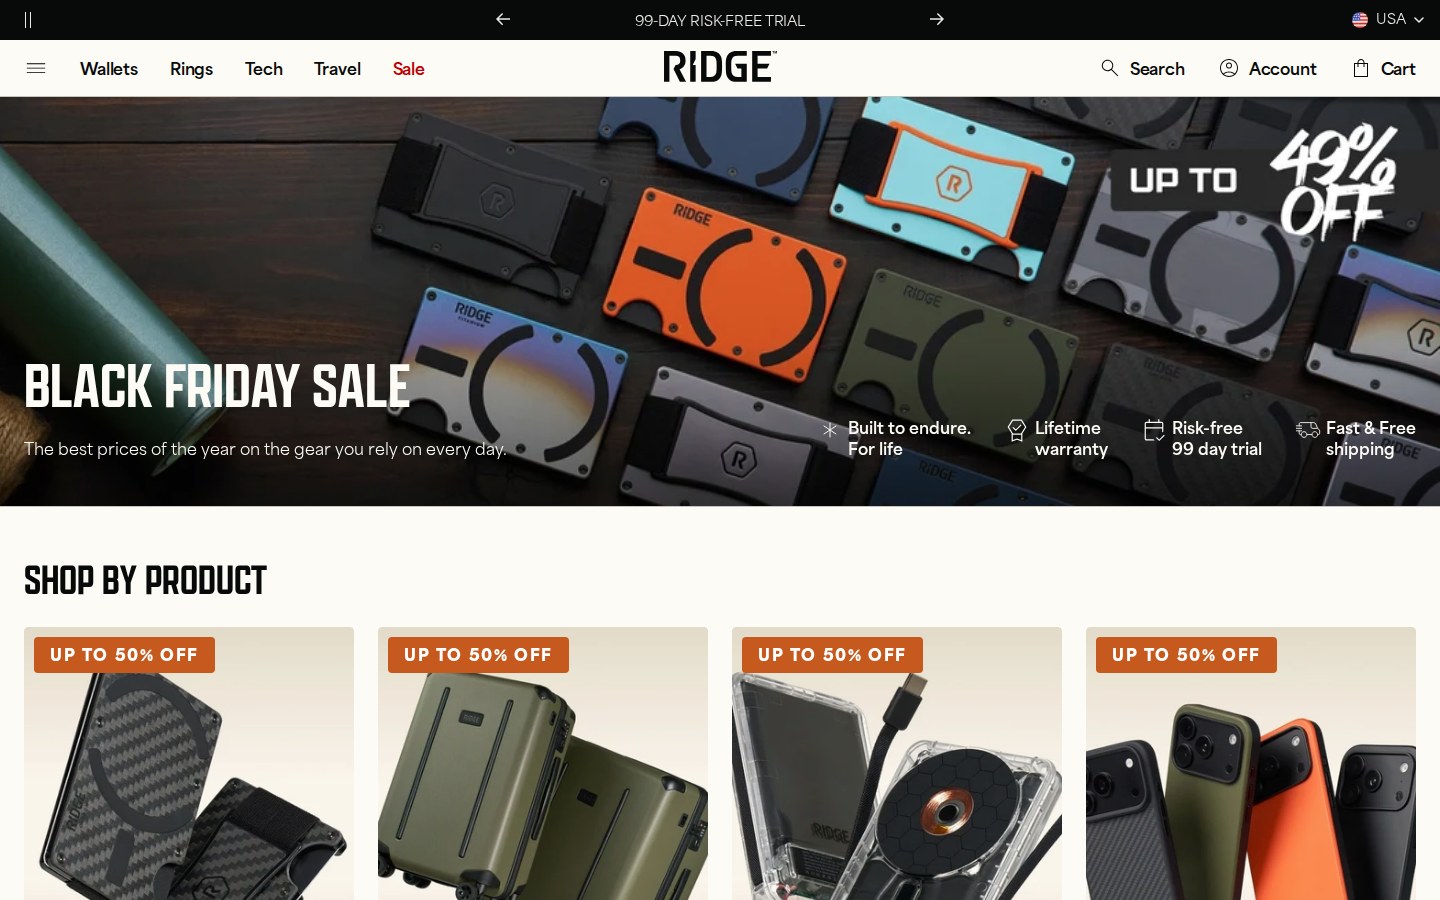 99-DAY RISK-FREE TRIAL
USA
Wallets
Rings
Tech
Travel
Sale
RIDGE
Search
Account
Cart
UP TO
49%
OFF
RIDGE
RIDGE
TITANIUM
RIDGE
BLACK FRIDAY SALE
The best prices of the year on the gear you rely on every day.
Built to endure.
For life
Lifetime
warranty
Risk-free
99 day trial
Fast & Free
shipping
SHOP BY PRODUCT
UP TO 50% OFF
UP TO 50% OFF
UP TO 50% OFF
UP TO 50% OFF
RIDGE
RIDGE